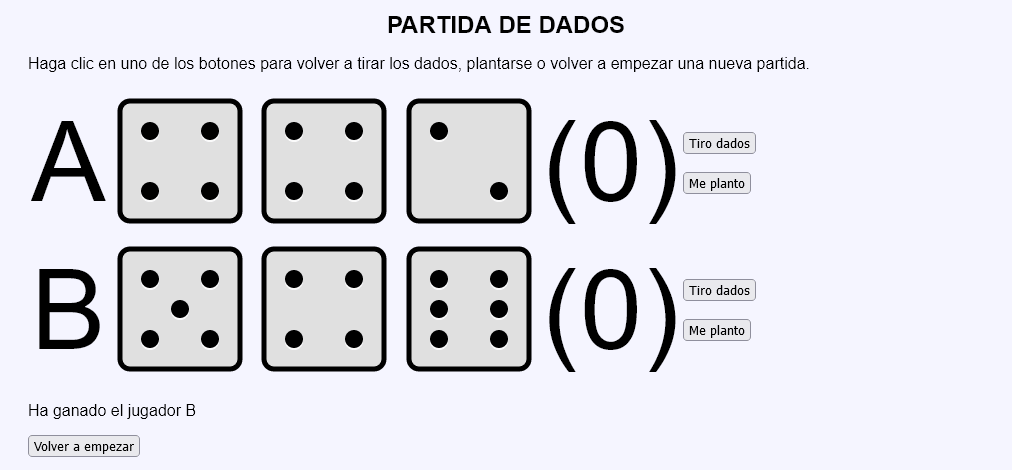 PARTIDA DE DADOS
Haga clic en uno de los botones para volver a tirar los dados, plantarse o volver a empezar una nueva partida.
A (0) Tiro dados
Me planto
B (0) Tiro dados
Me planto
Ha ganado el jugador B
Volver a empezar